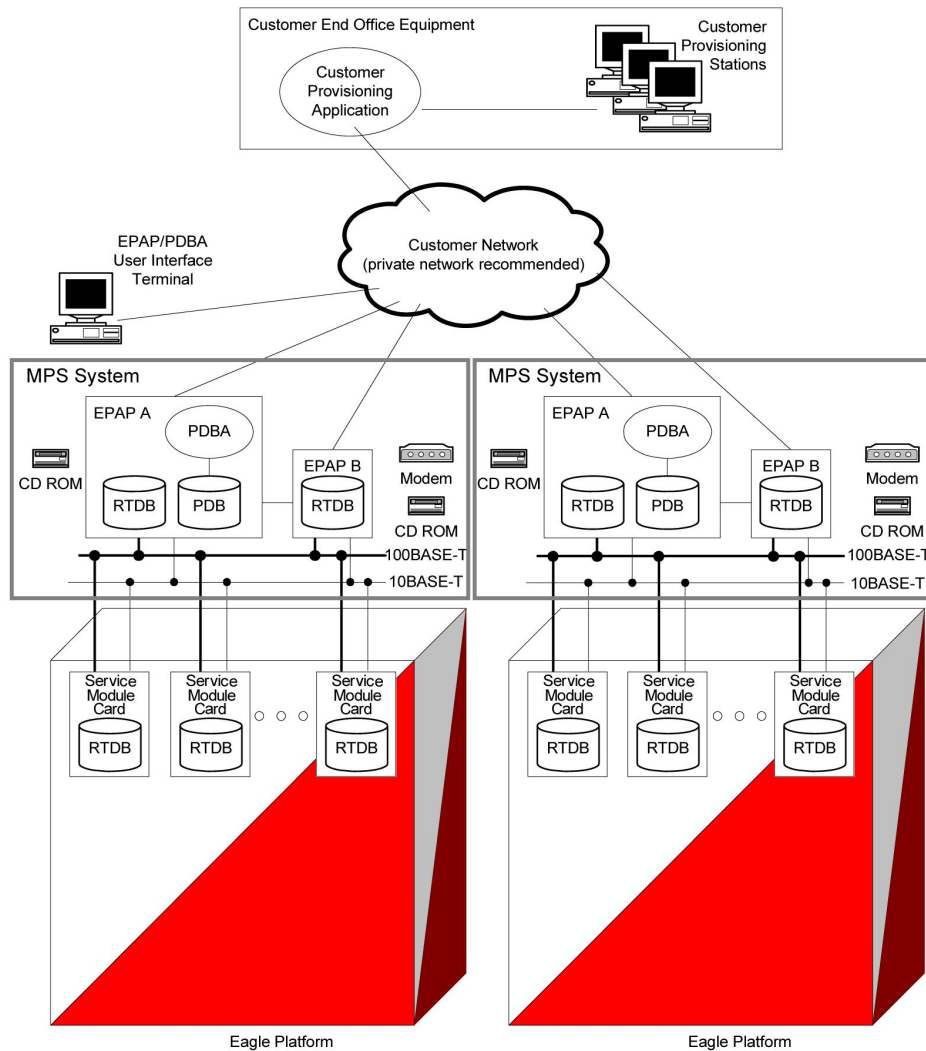 Customer End Office Equipment
Customer
Provisioning
Stations
Customer
Provisioning
Application
Customer Network
(private network recommended)
EPAP/PDBA
User Interface
Terminal
MPS System
EPAP A
PDBA
CD ROM
RTDB
PDB
EPAP B
RTDB
Modem
CD ROM
100BASE-T
10BASE-T
MPS System
EPAP A
PDBA
CD ROM
RTDB
PDB
EPAP B
RTDB
Modem
CD ROM
100BASE-T
10BASE-T
Service
Module
Card
RTDB
Service
Module
Card
RTDB
Service
Module
Card
RTDB
Service
Module
Card
RTDB
Service
Module
Card
RTDB
Service
Module
Card
RTDB
Eagle Platform
Eagle Platform